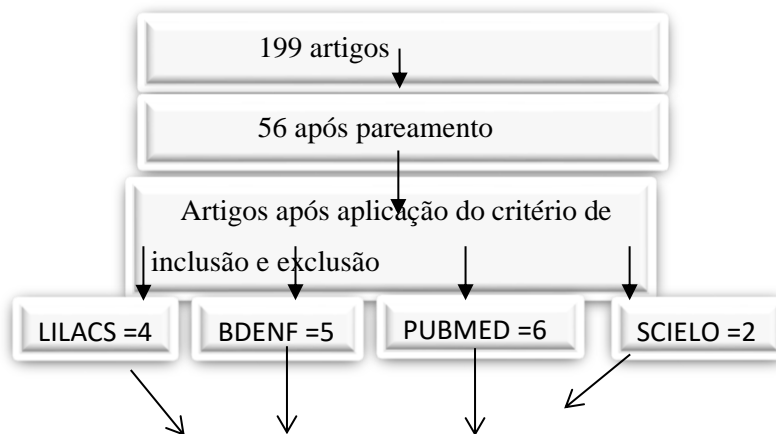 199 artigos
56 após pareamento
Artigos após aplicação do critério de
inclusão e exclusão
LILACS =4
BDENF =5
PUBMED =6
SCIELO =2